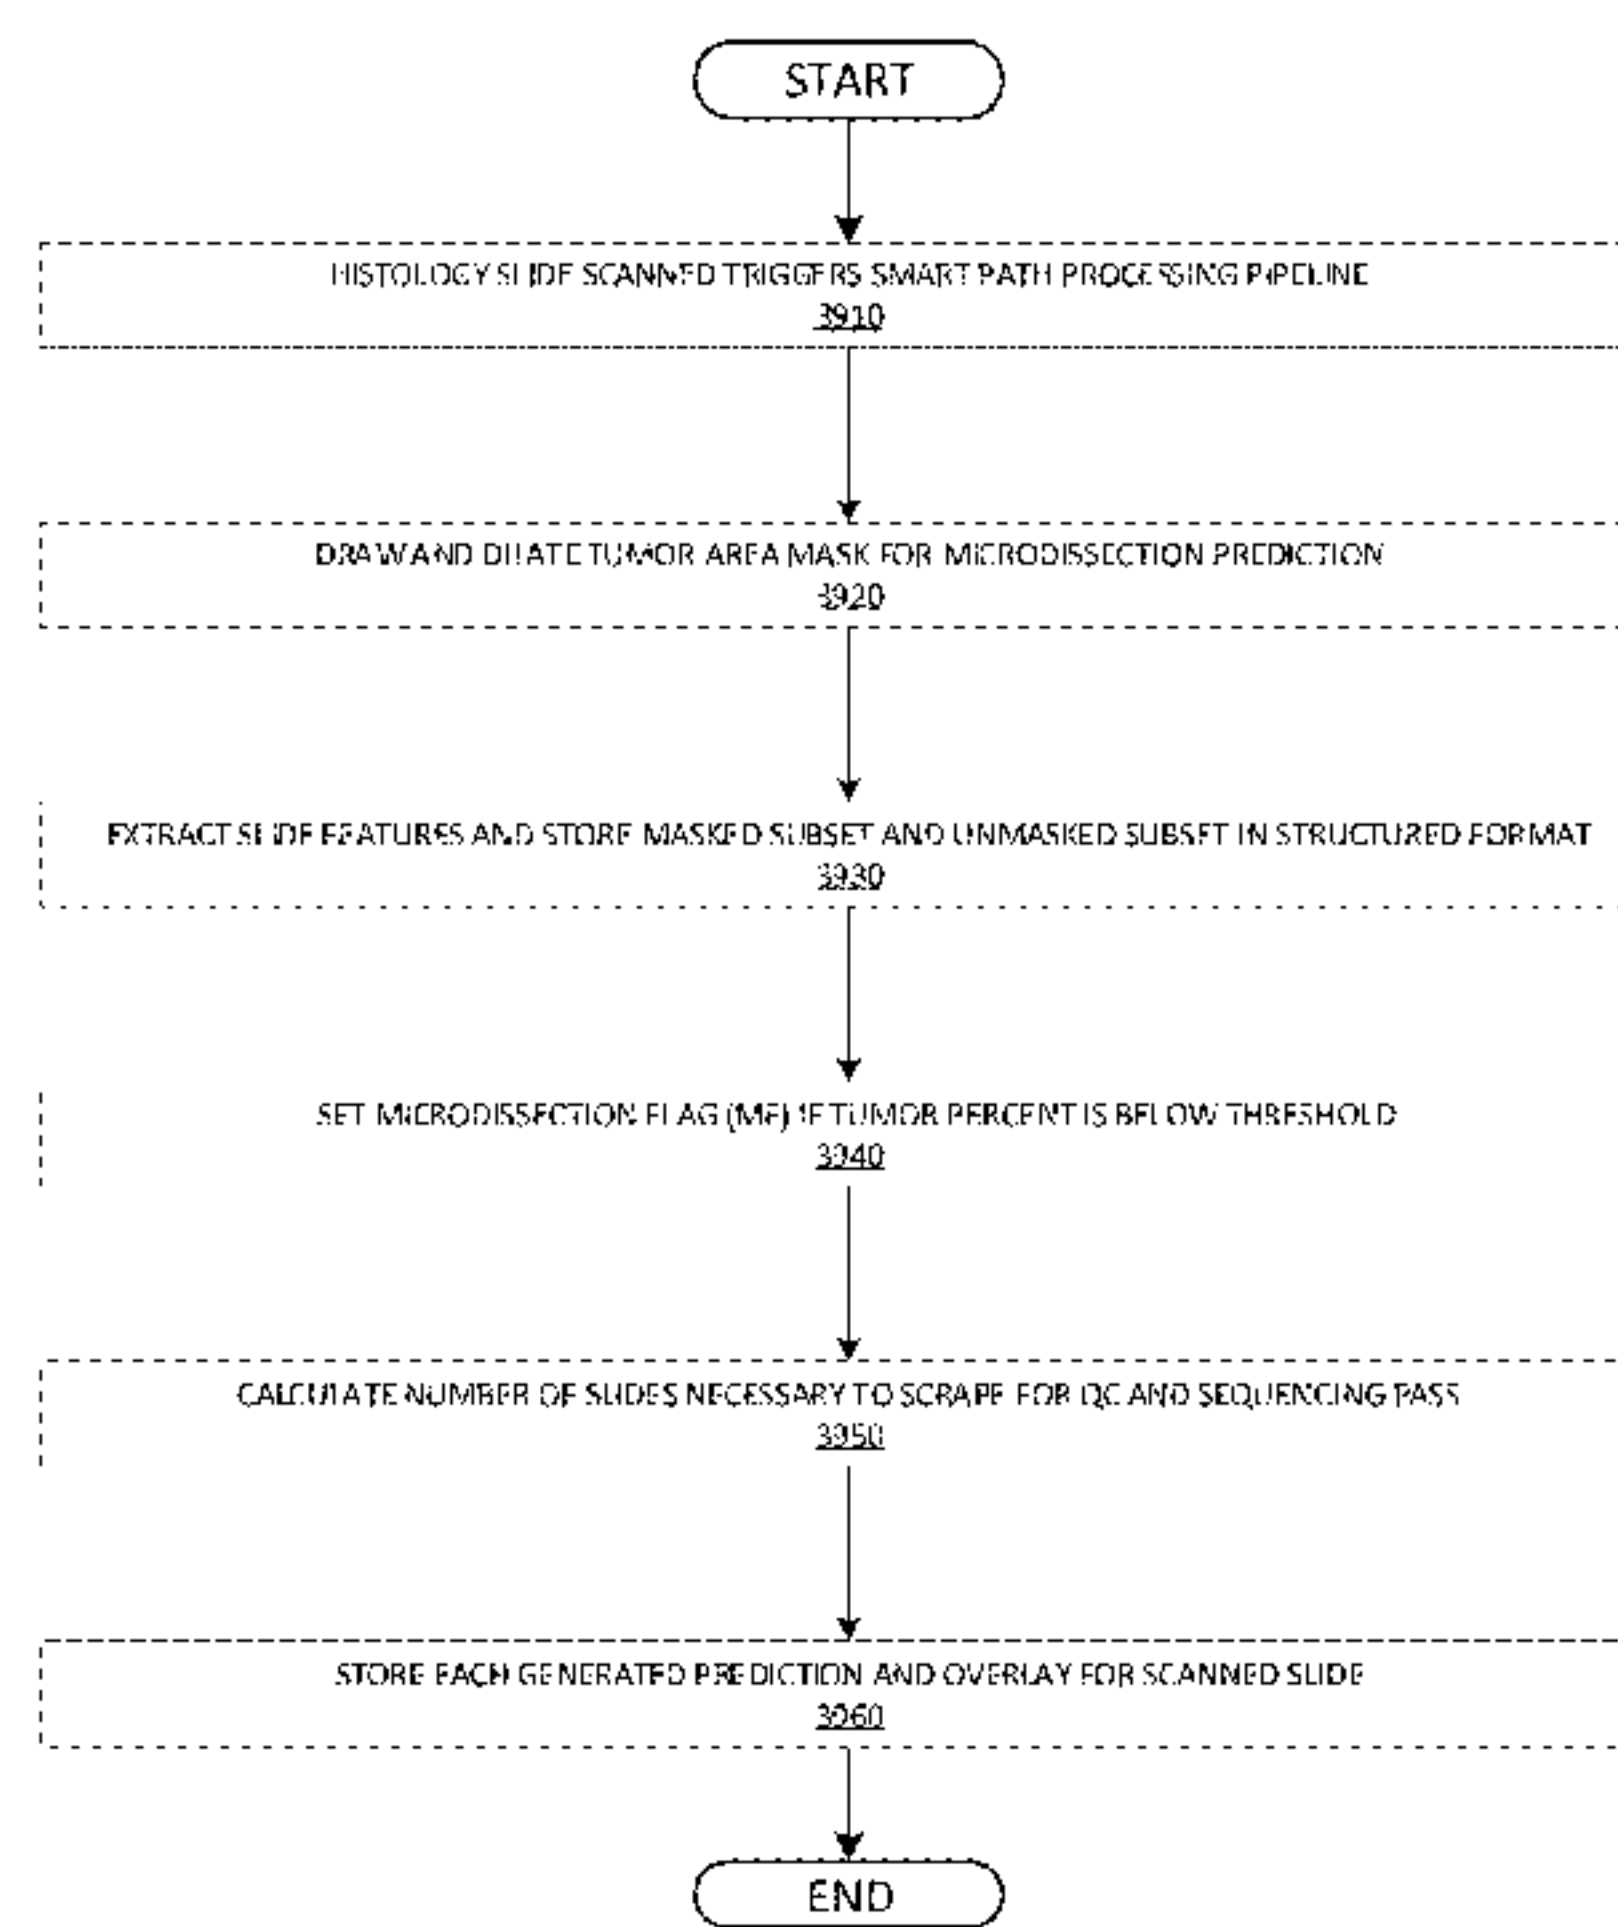 START
HISTOLOGY SLIDE SCANNED TRIGGERS SMART PATH PROCESSING PIPELINE
3910
DRAW AND DILATE TUMOR AREA MASK FOR MICRODISSECTION PREDICTION
3920
EXTRACT SLIDE FEATURES AND STORE MASKED SUBSET AND UNMASKED SUBSET IN STRUCTURED FORMAT
3930
SET MICRODISSECTION FLAG (MF) IF TUMOR PERCENT IS BELOW THRESHOLD
3940
CALCULATE NUMBER OF SLIDES NECESSARY TO SCRAPE FOR QC AND SEQUENCING PASS
3950
STORE EACH GENERATED PREDICTION AND OVERLAY FOR SCANNED SLIDE
3960
END